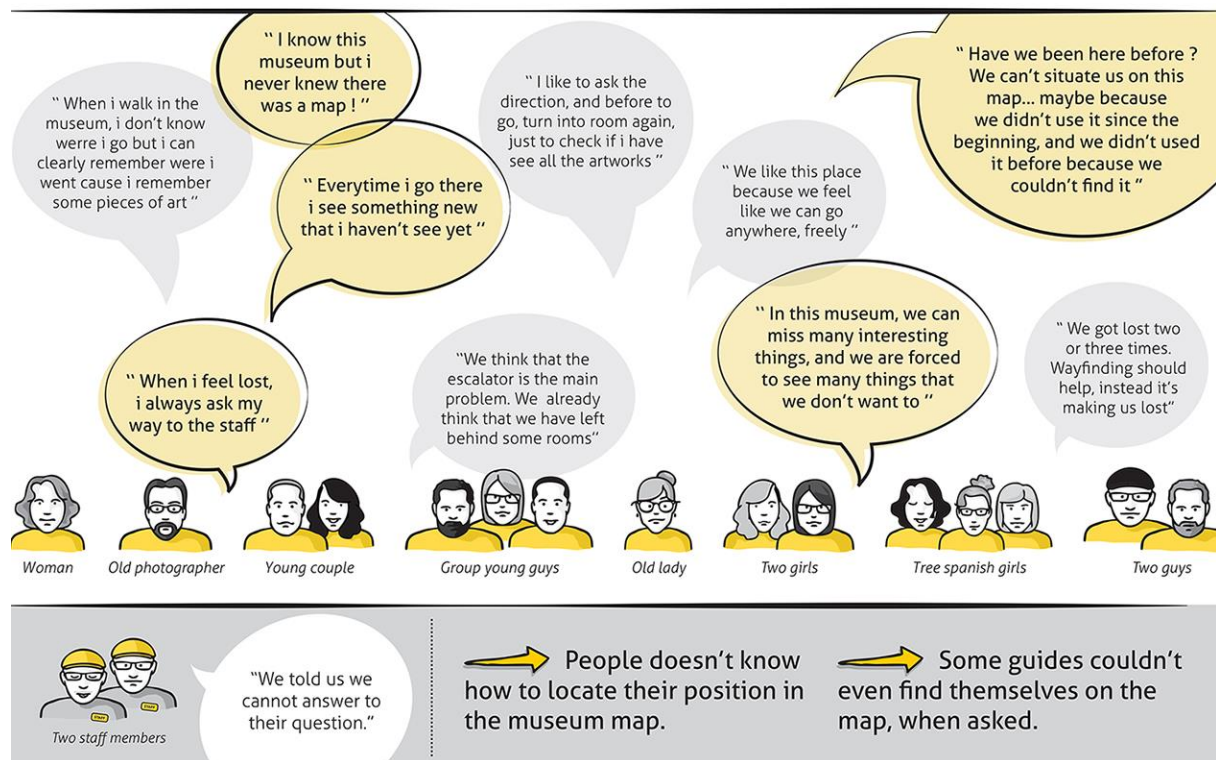 “ When i walk in the
museum, i don’t know
werre i go but i can
clearly remember were i
went cause i remember
some pieces of art ”
“ I know this
museum but i
never knew there
was a map ! ”
“ Everytime i go there
i see something new
that i haven’t see yet ”
“ I like to ask the
direction, and before to
go, turn into room again,
just to check if i have
see all the artworks ”
“ We like this place
because we feel
like we can go
anywhere, freely ”
“ Have we been here before ?
We can’t situate us on this
map... maybe because
we didn’t use it since the
beginning, and we didn’t used
it before because we
couldn’t find it ”
“ When i feel lost,
i always ask my
way to the staff ”
“We think that the
escalator is the main
problem. We already
think that we have left
behind some rooms”
“ In this museum, we can
miss many interesting
things, and we are forced
to see many things that
we don’t want to ”
“ We got lost two
or three times.
Wayfinding should
help, instead it’s
making us lost”
Woman
Old photographer
Young couple
Group young guys
Old lady
Two girls
Tree spanish girls
Two guys
STAFF
STAFF
Two staff members
“We told us we
cannot answer to
their question.”
People doesn’t know
how to locate their position in
the museum map.
Some guides couldn’t
even find themselves on the
map, when asked.